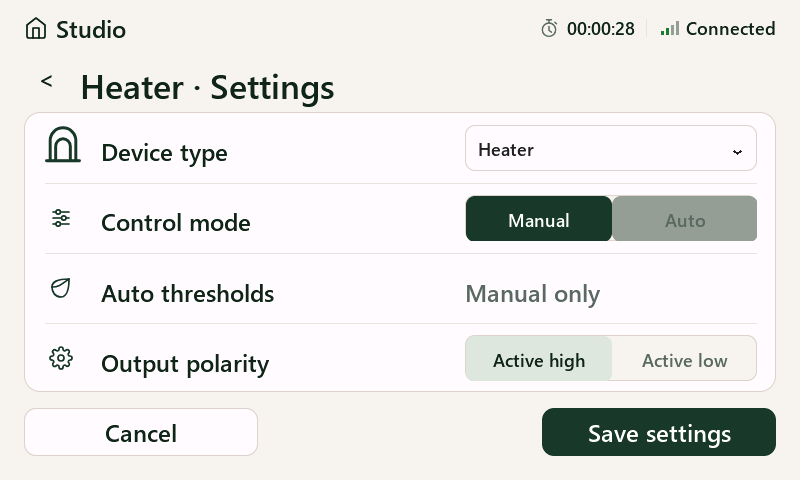 Studio
00:00:28
Connected
< Heater · Settings
Device type
Heater
Control mode
Manual
Auto
Auto thresholds
Manual only
Output polarity
Active high
Active low
Cancel
Save settings